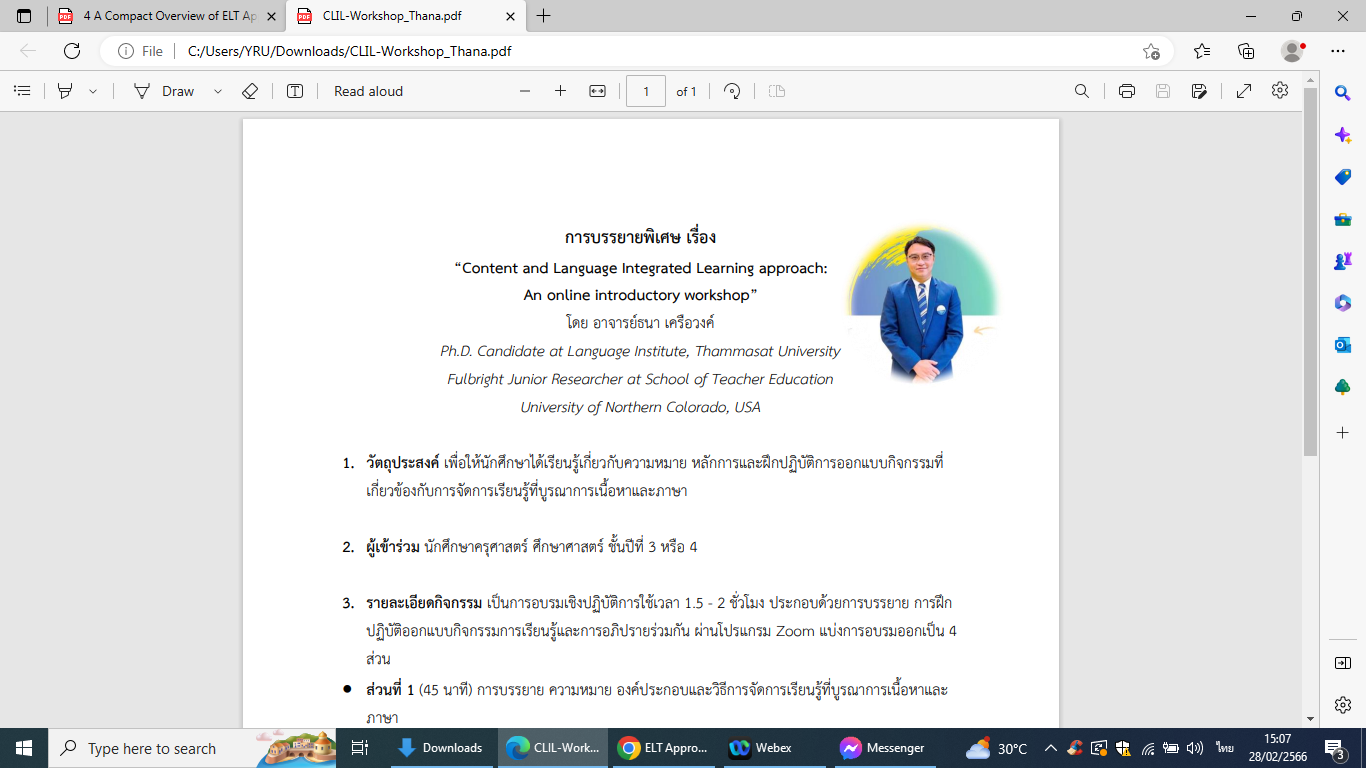 4 A Compact Overview of ELT Ap
CLIL-Workshop_Thana.pdf
File
C:/Users/YRU/Downloads/CLIL-Workshop_Thana.pdf
Draw
Read aloud
1
of 1
การบรรยายพิเศษ เรื่อง
“Content and Language Integrated Learning approach:
An online introductory workshop”
โดย อาจารย์ธนา เครือวงค์
Ph.D. Candidate at Language Institute, Thammasat University
Fulbright Junior Researcher at School of Teacher Education
University of Northern Colorado, USA
1. วัตถุประสงค์ เพื่อให้นักศึกษาได้เรียนรู้เกี่ยวกับความหมาย หลักการและฝึกปฏิบัติการออกแบบกิจกรรมที่
เกี่ยวข้องกับการจัดการเรียนรู้ที่บูรณาการเนื้อหาและภาษา
2. ผู้เข้าร่วม นักศึกษาครุศาสตร์ ศึกษาศาสตร์ ชั้นปีที่ 3 หรือ 4
3. รายละเอียดกิจกรรม เป็นการอบรมเชิงปฏิบัติการใช้เวลา 1.5 - 2 ชั่วโมง ประกอบด้วยการบรรยาย การฝึก
ปฏิบัติออกแบบกิจกรรมการเรียนรู้และการอภิปรายร่วมกัน ผ่านโปรแกรม Zoom แบ่งการอบรมออกเป็น 4
ส่วน
● ส่วนที่ 1 (45 นาที) การบรรยาย ความหมาย องค์ประกอบและวิธีการจัดการเรียนรู้ที่บูรณาการเนื้อหาและ
ภาษา
Type here to search
Downloads
CLIL-Work...
ELT Appro...
Webex
Messenger
30°C
ไทย
15:07
28/02/2566
3